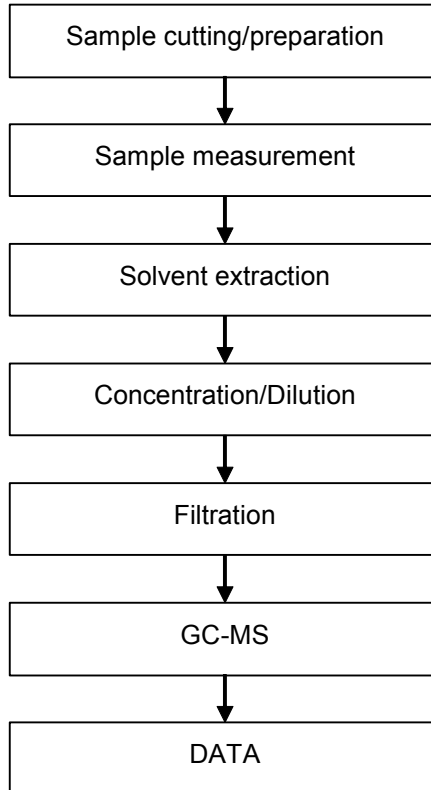 Sample cutting/preparation
Sample measurement
Solvent extraction
Concentration/Dilution
Filtration
GC-MS
DATA